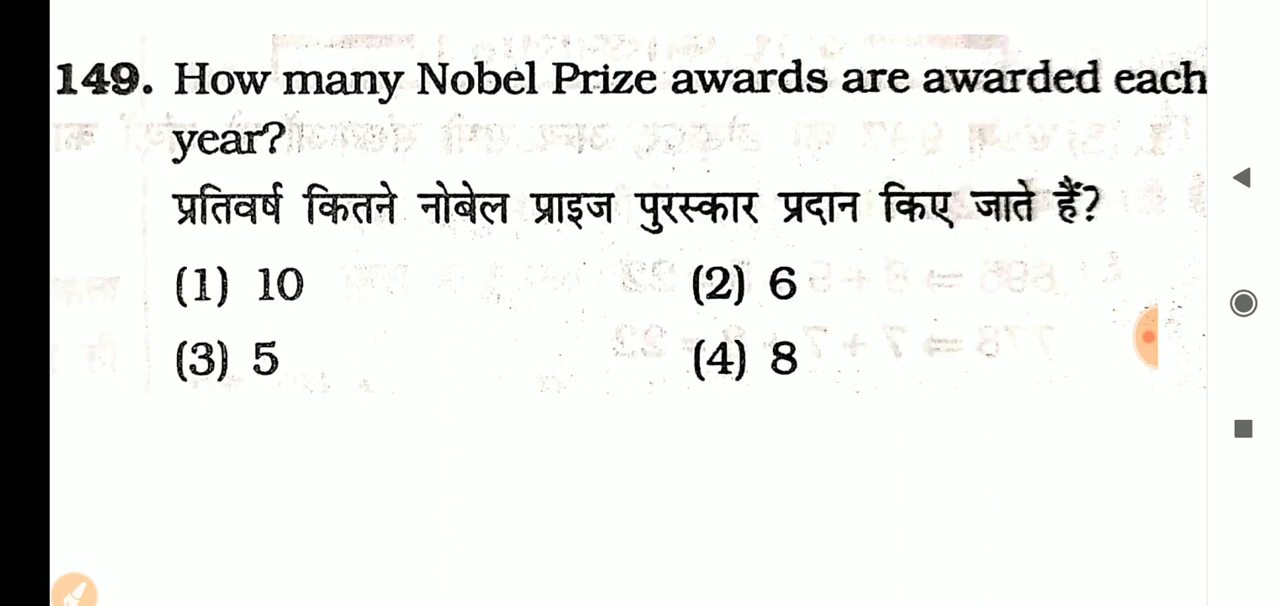 149. How many Nobel Prize awards are awarded each
year?
प्रतिवर्ष कितने नोबेल प्राइज पुरस्कार प्रदान किए जाते हैं?
(1) 10 (2) 6
(3) 5 (4) 8